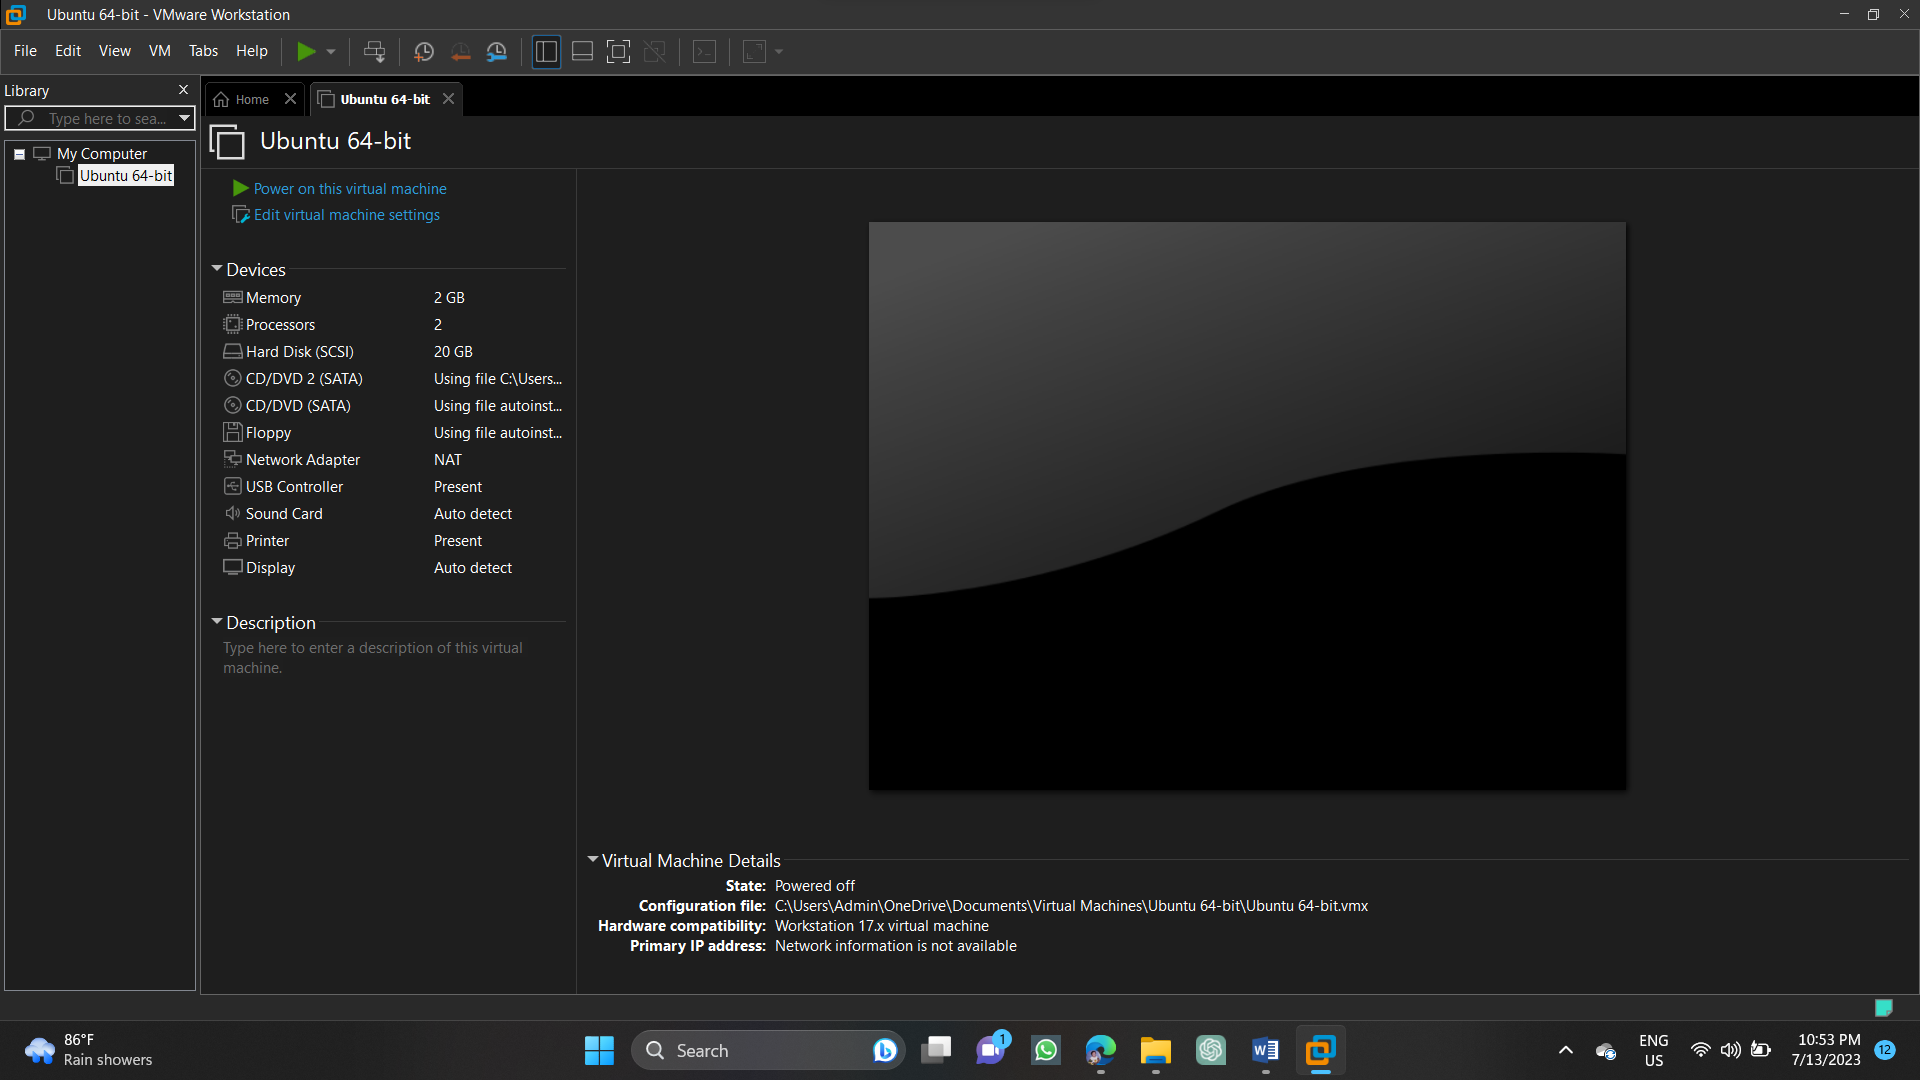 Ubuntu 64-bit - VMware Workstation
File Edit View VM Tabs Help
Library
Type here to sea...
My Computer
Ubuntu 64-bit
Home
Ubuntu 64-bit
Ubuntu 64-bit
Power on this virtual machine
Edit virtual machine settings
Devices
Memory 2 GB
Processors 2
Hard Disk (SCSI) 20 GB
CD/DVD 2 (SATA) Using file C:\Users...
CD/DVD (SATA) Using file autoinst...
Floppy Using file autoinst...
Network Adapter NAT
USB Controller Present
Sound Card Auto detect
Printer Present
Display Auto detect
Description
Type here to enter a description of this virtual
machine.
Virtual Machine Details
State: Powered off
Configuration file: C:\Users\Admin\OneDrive\Documents\Virtual Machines\Ubuntu 64-bit\Ubuntu 64-bit.vmx
Hardware compatibility: Workstation 17.x virtual machine
Primary IP address: Network information is not available
86°F
Rain showers
Search
1
ENG
US
10:53 PM
7/13/2023
12